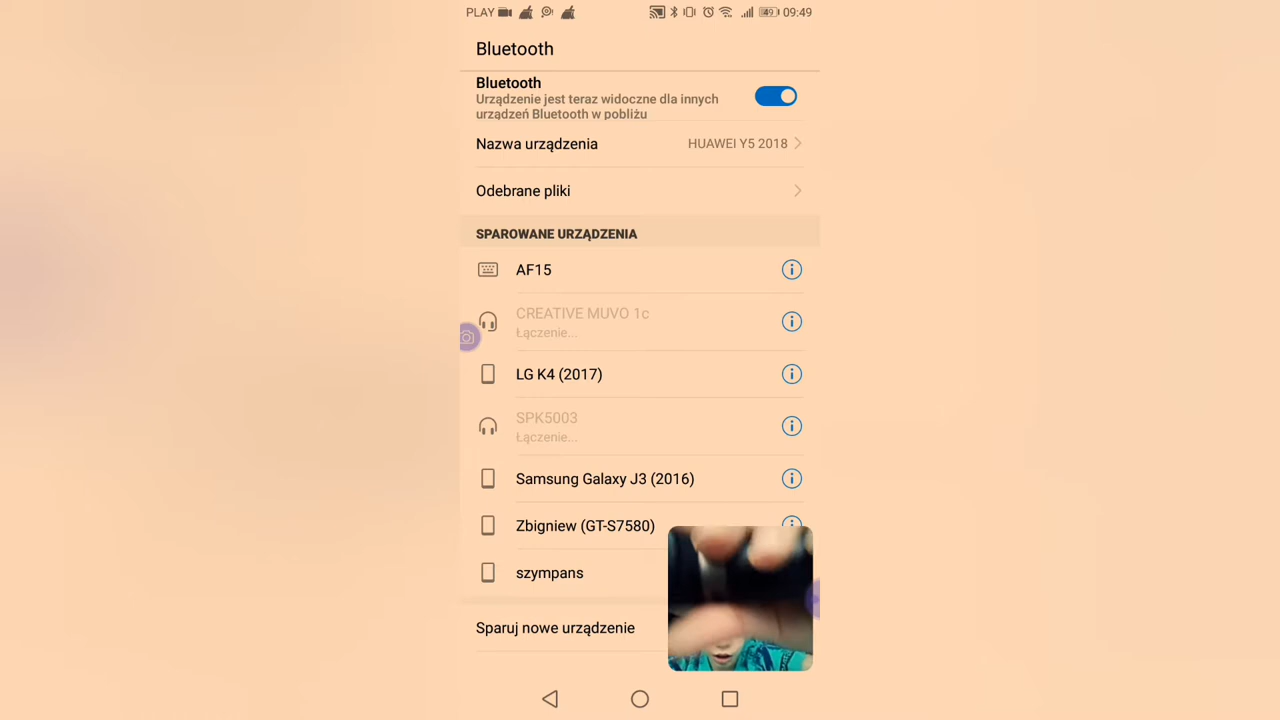 PLAY 49 09:49
Bluetooth
Bluetooth
Urządzenie jest teraz widoczne dla innych
urządzeń Bluetooth w pobliżu
Nazwa urządzenia HUAWEI Y5 2018
Odebrane pliki
SPAROWANE URZĄDZENIA
AF15
CREATIVE MUVO 1c
Łączenie...
LG K4 (2017)
SPK5003
Łączenie...
Samsung Galaxy J3 (2016)
Zbigniew (GT-S7580)
szympans
Sparuj nowe urządzenie